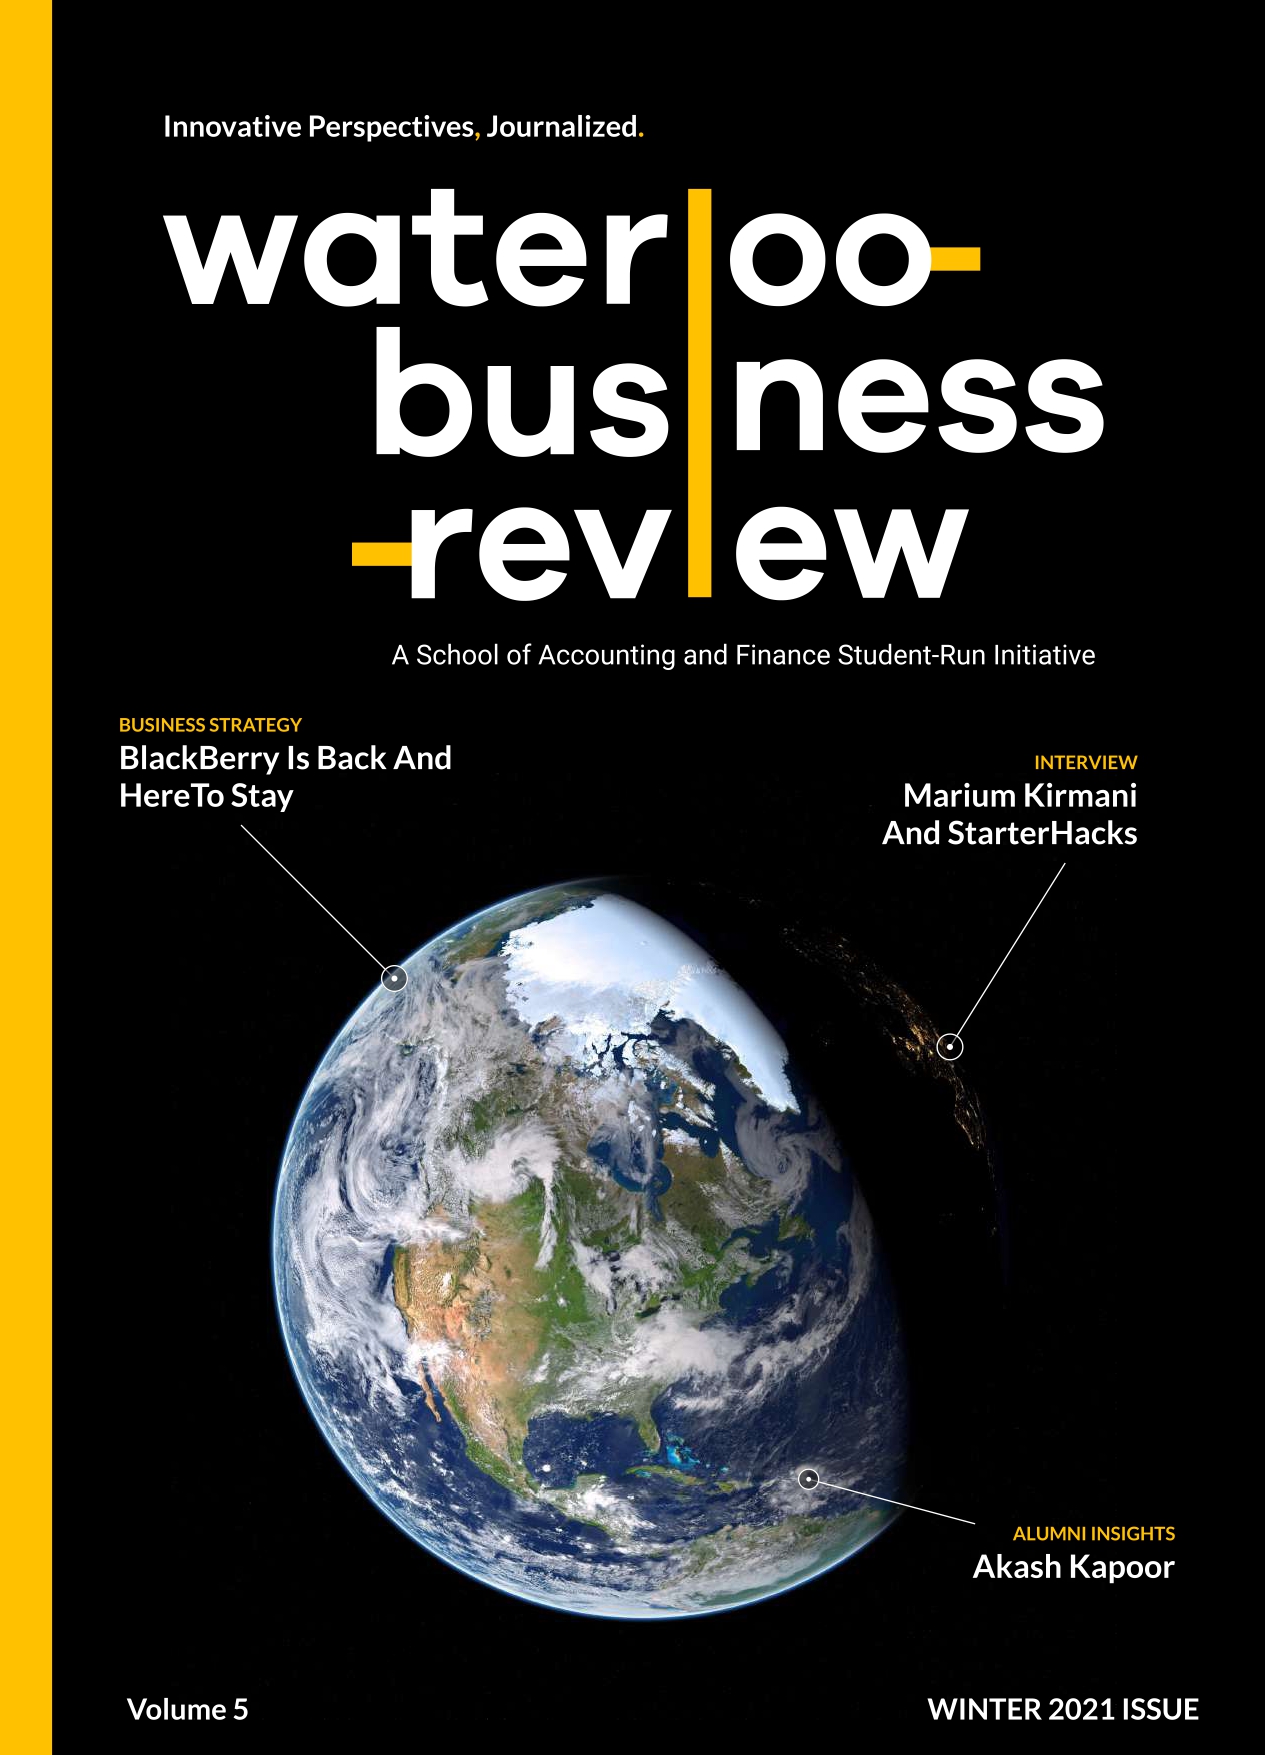 Innovative Perspectives, Journalized.
waterloo-
business
-review
A School of Accounting and Finance Student-Run Initiative
BUSINESS STRATEGY
BlackBerry Is Back And
HereTo Stay
INTERVIEW
Marium Kirmani
And StarterHacks
ALUMNI INSIGHTS
Akash Kapoor
Volume 5
WINTER 2021 ISSUE